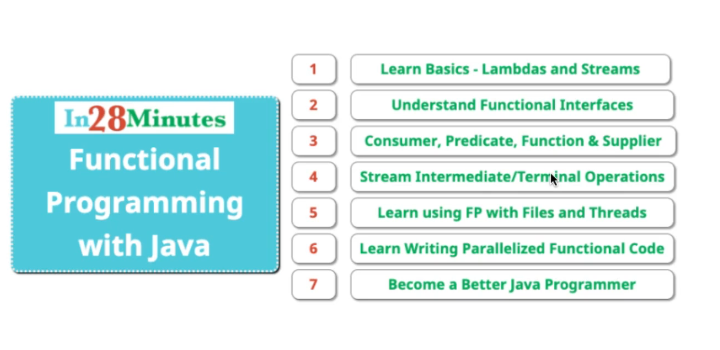 In28Minutes
Functional
Programming
with Java
1 Learn Basics - Lambdas and Streams
2 Understand Functional Interfaces
3 Consumer, Predicate, Function & Supplier
4 Stream Intermediate/Terminal Operations
5 Learn using FP with Files and Threads
6 Learn Writing Parallelized Functional Code
7 Become a Better Java Programmer